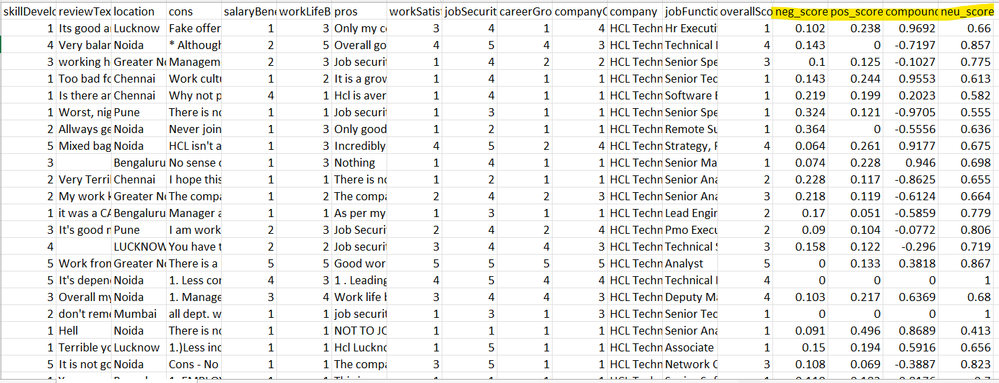 skillDevelo reviewTex location cons salaryBene workLifeB pros workSatis jobSecurit careerGro companyC company jobFunctic overallSco neg_score pos_score compound neu_score
1 Its good a Lucknow Fake offer 1 3 Only my c 3 4 1 4 HCL Techn Hr Executi 1 0.102 0.238 0.9692 0.66
4 Very balar Noida * Although 2 5 Overall go 4 5 4 3 HCL Techn Technical 4 0.143 0 -0.7197 0.857
3 working h Greater No Managem 2 3 Job securi 1 4 2 2 HCL Techn Senior Spe 3 0.1 0.125 -0.1027 0.775
1 Too bad fo Chennai Work cultu 1 2 It is a grow 1 4 1 1 HCL Techn Senior Tec 1 0.143 0.244 0.9553 0.613
1 Is there ar Chennai Why not p 4 1 Hcl is aver 1 4 1 1 HCL Techn Software E 1 0.219 0.199 0.2023 0.582
1 Worst, nig Pune There is no 1 1 Job securit 1 3 1 1 HCL Techn Senior Spe 1 0.324 0.121 -0.9705 0.555
2 Allways ge Noida Never join 1 3 Only good 1 2 1 1 HCL Techn Remote Su 1 0.364 0 -0.5556 0.636
5 Mixed bag Noida HCL isn't a 1 3 Incredibly 4 5 2 4 HCL Techn Strategy, F 4 0.064 0.261 0.9177 0.675
3 Bengaluru No sense o 1 3 Nothing 1 4 1 1 HCL Techn Senior Ma 1 0.074 0.228 0.946 0.698
2 Very Terri Chennai I hope this 1 1 There is no 1 2 1 1 HCL Techn Senior Ana 2 0.228 0.117 -0.8625 0.655
2 My work k Greater No The compa 1 2 The compa 2 4 2 3 HCL Techn Senior Ana 3 0.218 0.119 -0.6124 0.664
1 it was a CA Bengaluru Manager a 1 1 As per my 1 3 1 1 HCL Techn Lead Engir 2 0.17 0.051 -0.5859 0.779
3 It's good n Pune I am work 2 3 Job Securi 2 4 2 4 HCL Techn Pmo Execu 2 0.09 0.104 -0.0772 0.806
4 LUCKNOW You have t 2 2 Job securit 3 4 4 3 HCL Techn Technical S 3 0.158 0.122 -0.296 0.719
5 Work fron Greater No There is a 5 5 Good wor 5 5 5 5 HCL Techn Analyst 5 0 0.133 0.3818 0.867
5 It's depen Noida 1. Less cor 4 3 1 . Leading 4 5 4 4 HCL Techn Technical 4 0 0 0 1
3 Overall my Noida 1. Manage 3 4 Work life b 3 4 4 3 HCL Techn Deputy Ma 4 0.103 0.217 0.6369 0.68
2 don't reme Mumbai all dept. w 1 1 job securit 1 3 1 3 HCL Techn Senior Tec 1 0 0 0 1
1 Hell Noida There is no 1 1 NOT TO JO 1 1 1 1 HCL Techn Senior Ana 1 0.091 0.496 0.8689 0.413
1 Terrible yo Lucknow 1.)Less inc 1 1 Hcl Luckno 1 5 1 1 HCL Techn Associate 1 0.15 0.194 0.5916 0.656
5 It is not go Noida Cons - No 1 1 The compa 3 5 1 1 HCL Techn Network O 3 0.108 0.069 -0.3887 0.823